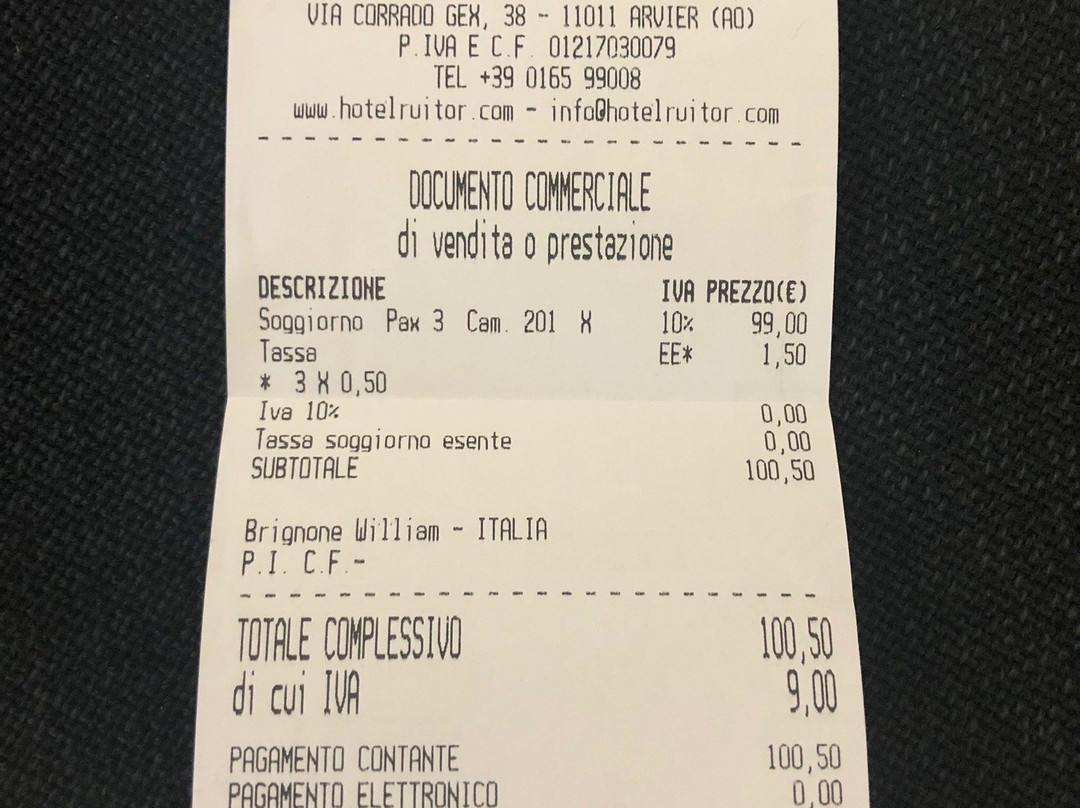 VIA CORRADO GEX, 38 - 11011 ARVIER (AO)
P.IVA E C.F. 01217030079
TEL +39 0165 99008
www.hotelruitor.com - info@hotelruitor.com
DOCUMENTO COMMERCIALE
di vendita o prestazione
DESCRIZIONE IVA PREZZO(€)
Soggiorno Pax 3 Cam. 201 X 10% 99,00
Tassa EE* 1,50
* 3 X 0,50
Iva 10% 0,00
Tassa soggiorno esente 0,00
SUBTOTALE 100,50
Brignone William - ITALIA
P.I. C.F.-
TOTALE COMPLESSIVO 100,50
di cui IVA 9,00
PAGAMENTO CONTANTE 100,50
PAGAMENTO ELETTRONICO 0,00